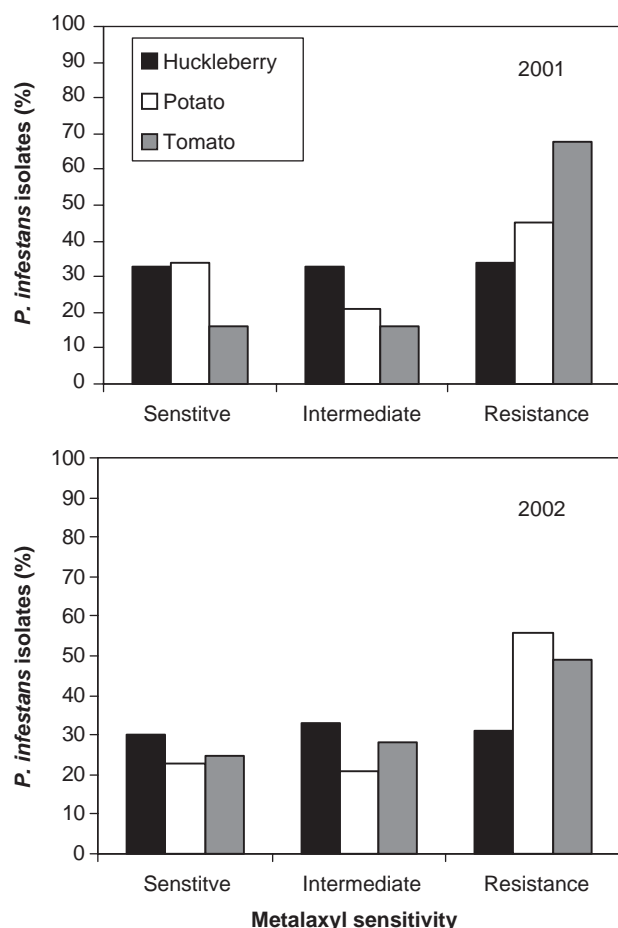 P. infestans isolates (%)
100
90
80
70
60
50
40
30
20
10
0
Huckleberry
Potato
Tomato
2001
Senstitve
Intermediate
Resistance
P. infestans isolates (%)
100
90
80
70
60
50
40
30
20
10
0
2002
Senstitve
Intermediate
Resistance
Metalaxyl sensitivity